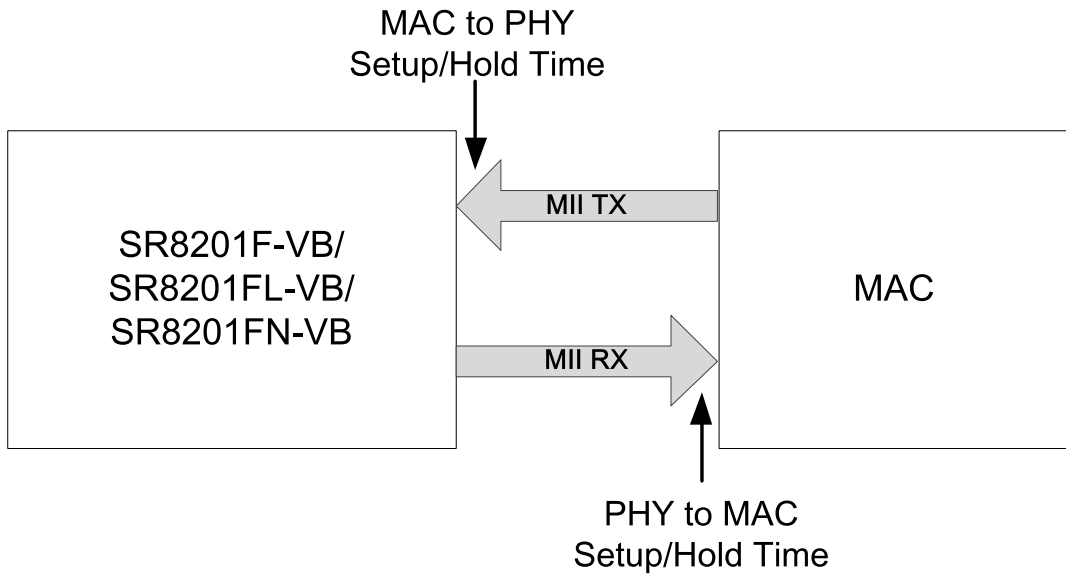 MAC to PHY
Setup/Hold Time
MII TX
SR8201F-VB/
SR8201FL-VB/
SR8201FN-VB
MAC
MII RX
PHY to MAC
Setup/Hold Time